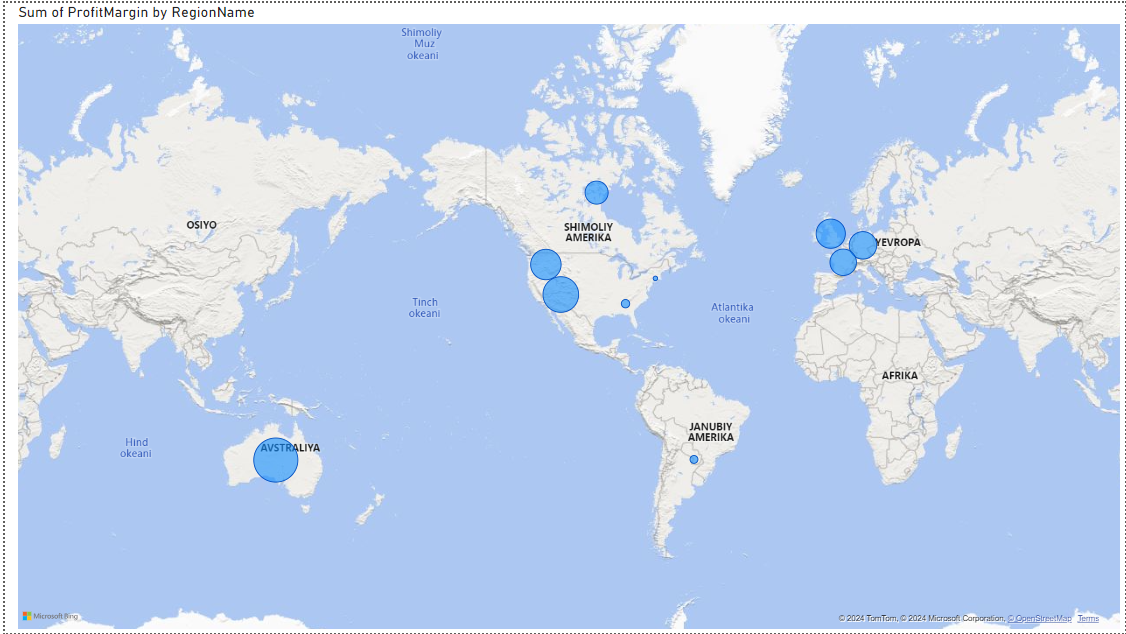 Sum of ProfitMargin by RegionName
Shimoliy
Muz
okeani
OSIYO
SHIMOLIY
AMERIKA
YEVROPA
Tinch
okeani
Atlantika
okeani
AFRIKA
JANUBIY
AMERIKA
Hind
okeani
AVSTRALIYA
Microsoft Bing
© 2024 TomTom, © 2024 Microsoft Corporation, © OpenStreetMap Terms